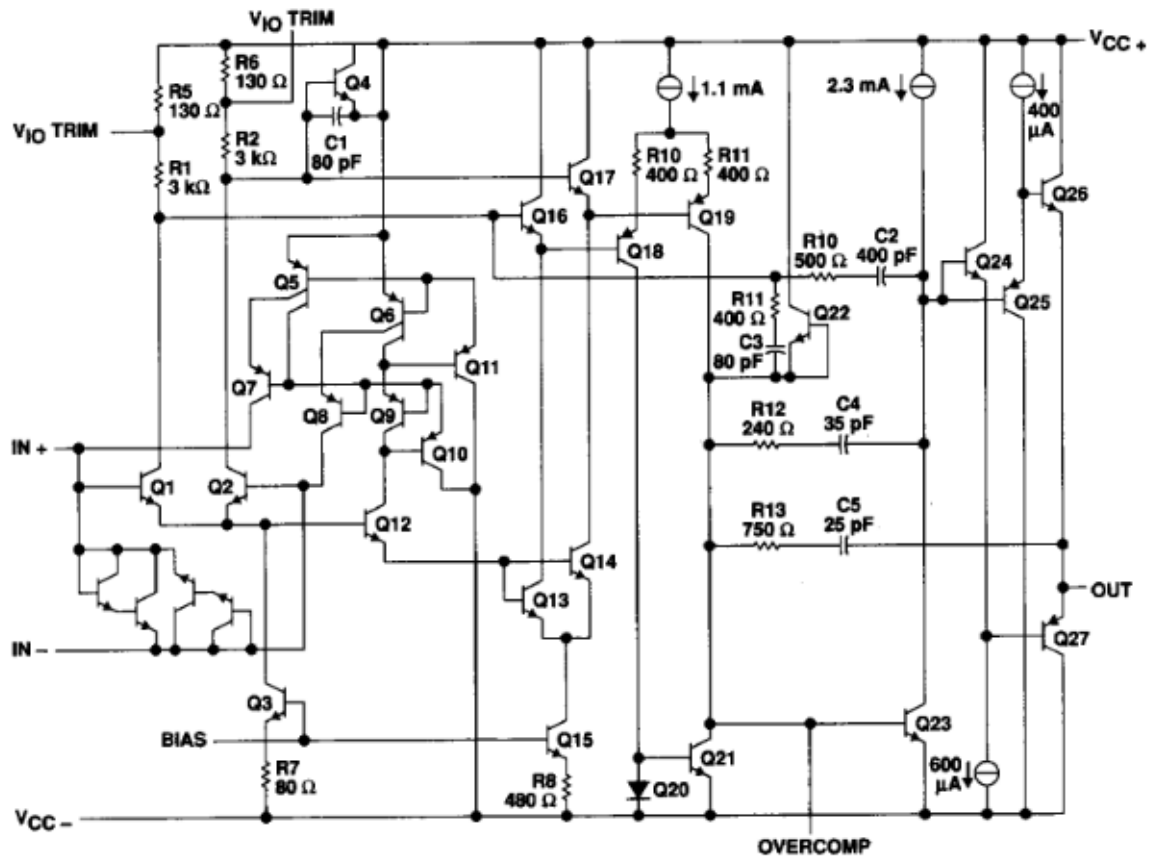 V_IO TRIM
V_CC+
R6
130 Ω
Q4
R5
130 Ω
1.1 mA
2.3 mA
400
μA
V_IO TRIM
C1
80 pF
R2
3 kΩ
R1
3 kΩ
R10
400 Ω
R11
400 Ω
Q17
Q26
Q16
Q19
Q18
R10
500 Ω
C2
400 pF
Q24
Q5
Q25
Q6
R11
400 Ω
Q22
C3
80 pF
Q11
Q7
Q8
Q9
R12
240 Ω
C4
35 pF
IN+
Q10
Q1
Q2
R13
750 Ω
C5
25 pF
Q12
Q14
Q13
OUT
Q27
IN−
Q3
Q23
BIAS
Q15
Q21
R7
80 Ω
R8
480 Ω
Q20
600
μA
V_CC−
OVERCOMP